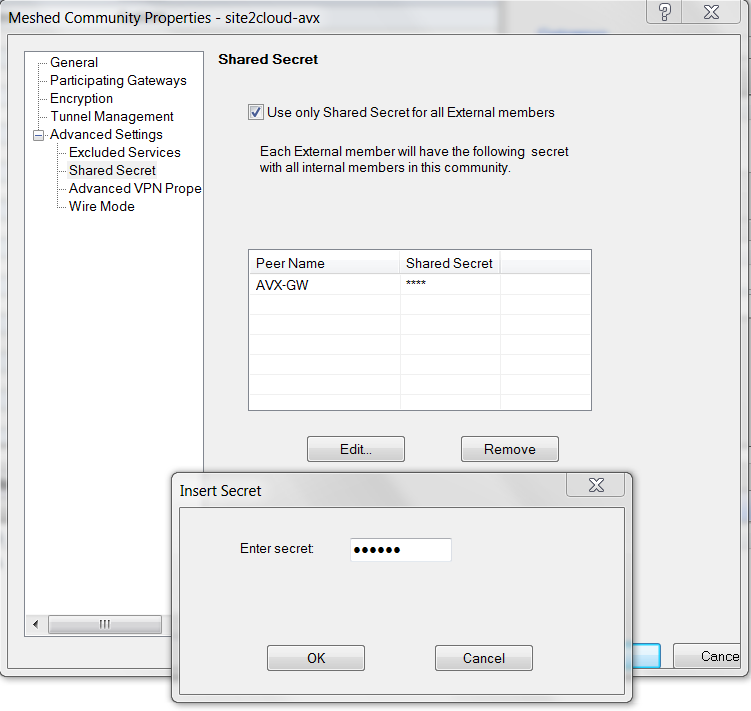 Meshed Community Properties - site2cloud-avx
General
Participating Gateways
Encryption
Tunnel Management
Advanced Settings
Excluded Services
Shared Secret
Advanced VPN Prope
Wire Mode
Shared Secret
Use only Shared Secret for all External members
Each External member will have the following secret
with all internal members in this community.
Peer Name Shared Secret
AVX-GW ****
Edit... Remove
Insert Secret
Enter secret: ••••••
OK Cancel
Cance